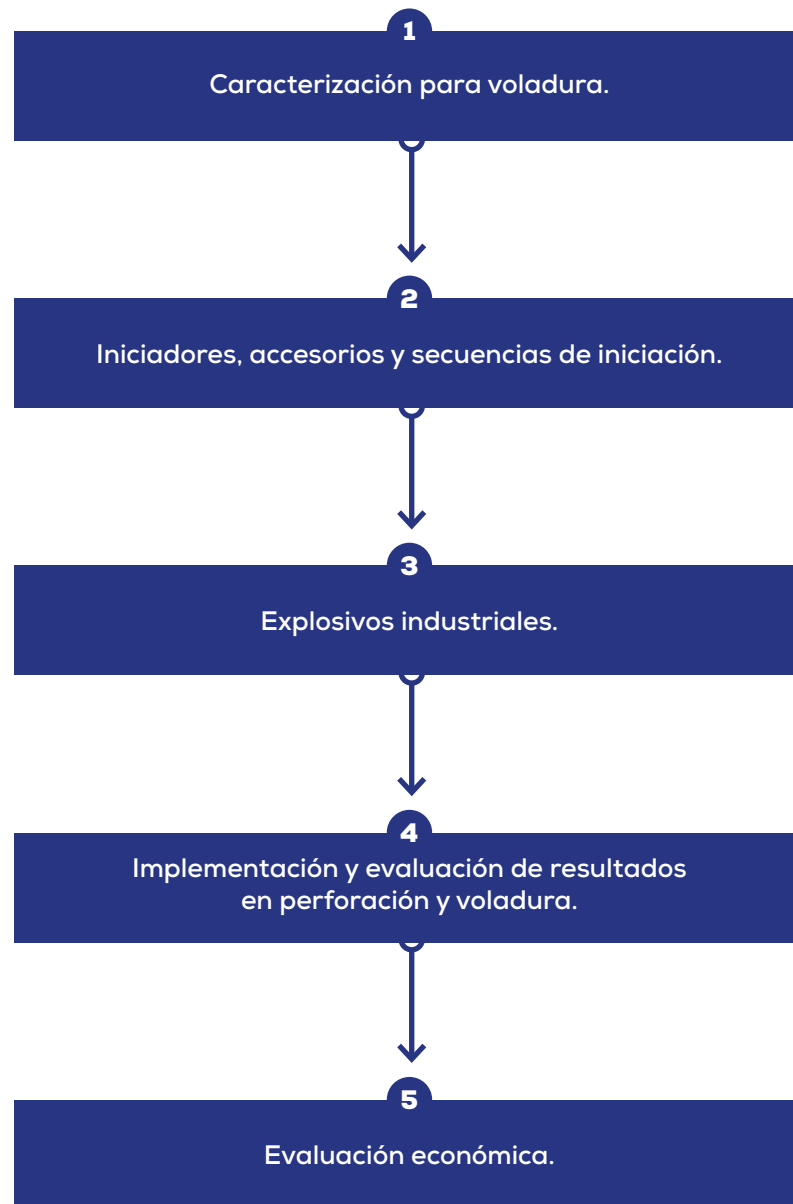 1
Caracterización para voladura.
2
Iniciadores, accesorios y secuencias de iniciación.
3
Explosivos industriales.
4
Implementación y evaluación de resultados
en perforación y voladura.
5
Evaluación económica.